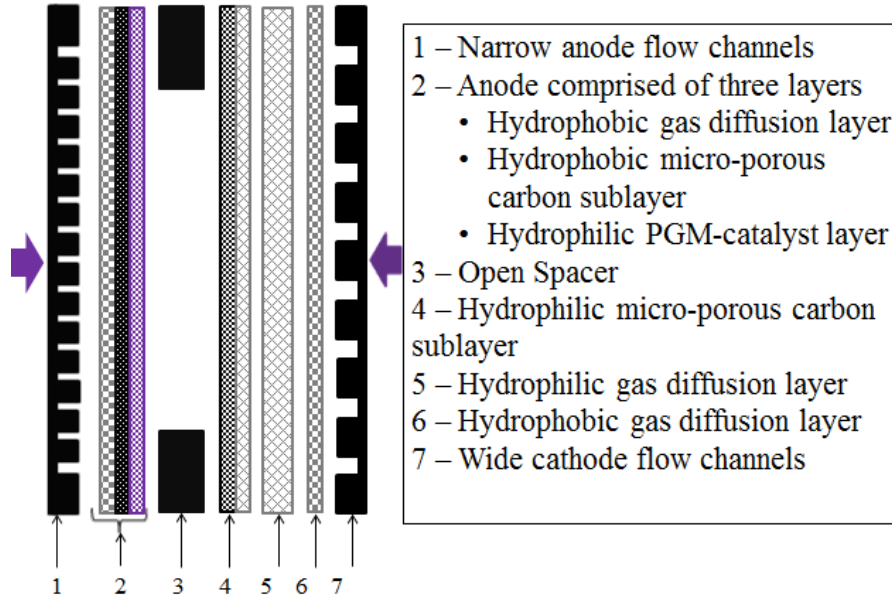 1 – Narrow anode flow channels
2 – Anode comprised of three layers
• Hydrophobic gas diffusion layer
• Hydrophobic micro-porous
carbon sublayer
• Hydrophilic PGM-catalyst layer
3 – Open Spacer
4 – Hydrophilic micro-porous carbon
sublayer
5 – Hydrophilic gas diffusion layer
6 – Hydrophobic gas diffusion layer
7 – Wide cathode flow channels
1 2 3 4 5 6 7